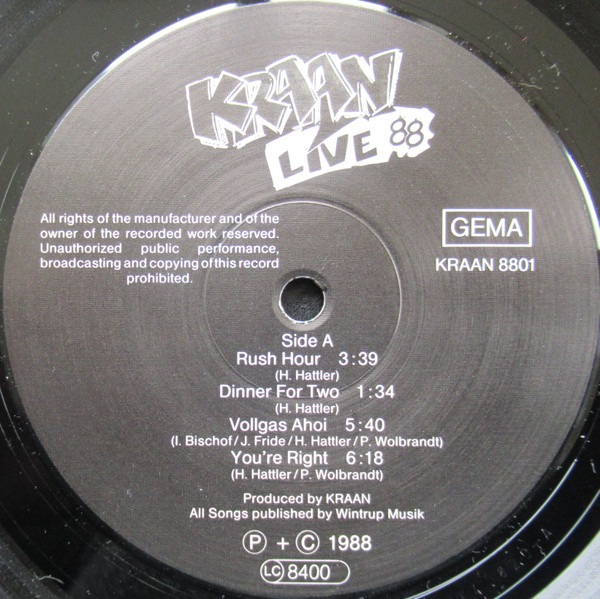 KRAAN
LIVE 88
All rights of the manufacturer and of the
owner of the recorded work reserved.
Unauthorized public performance,
broadcasting and copying of this record
prohibited.
GEMA
KRAAN 8801
Side A
Rush Hour 3:39
(H. Hattler)
Dinner For Two 1:34
(H. Hattler)
Vollgas Ahoi 5:40
(I. Bischof/J. Fride/H. Hattler/P. Wolbrandt)
You're Right 6:18
(H. Hattler/P. Wolbrandt)
Produced by KRAAN
All Songs published by Wintrup Musik
Ⓟ + Ⓒ 1988
LC 8400